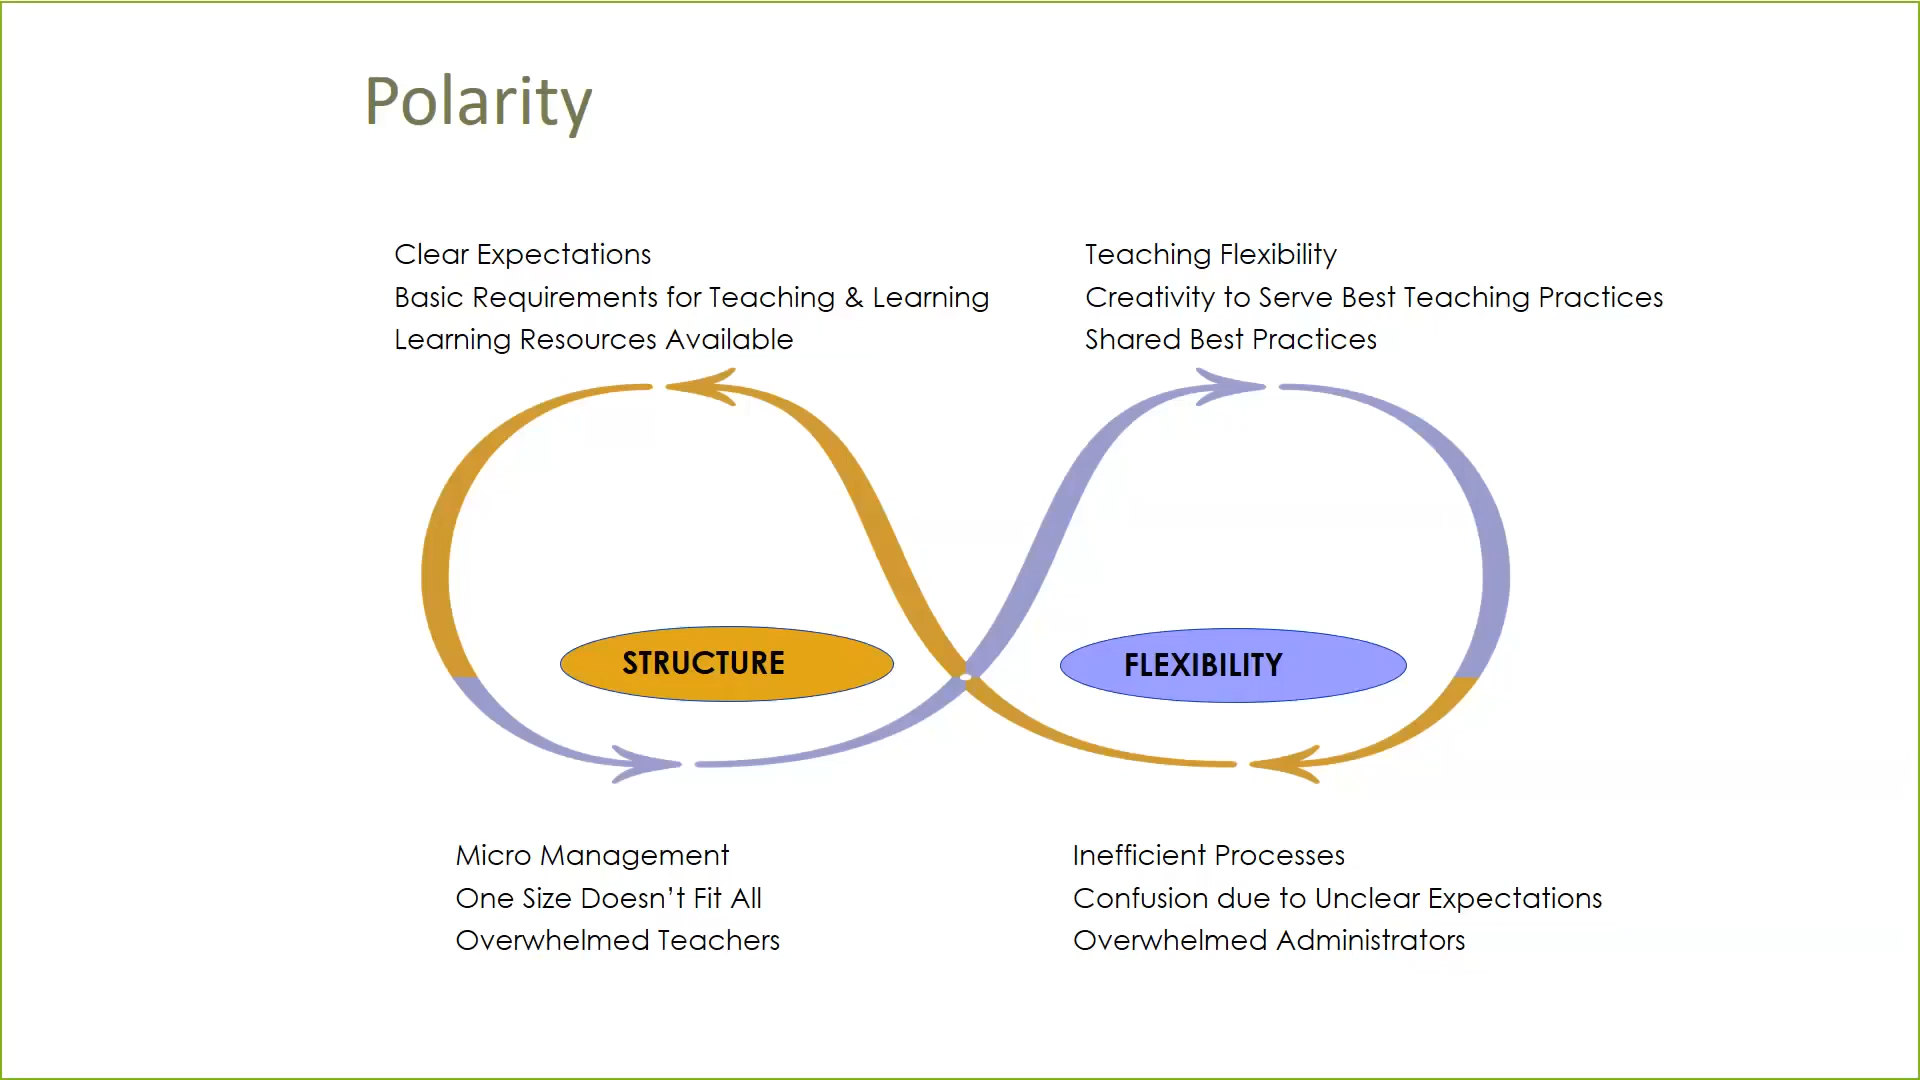 Polarity
Clear Expectations
Basic Requirements for Teaching & Learning
Learning Resources Available
Teaching Flexibility
Creativity to Serve Best Teaching Practices
Shared Best Practices
STRUCTURE
FLEXIBILITY
Micro Management
One Size Doesn’t Fit All
Overwhelmed Teachers
Inefficient Processes
Confusion due to Unclear Expectations
Overwhelmed Administrators